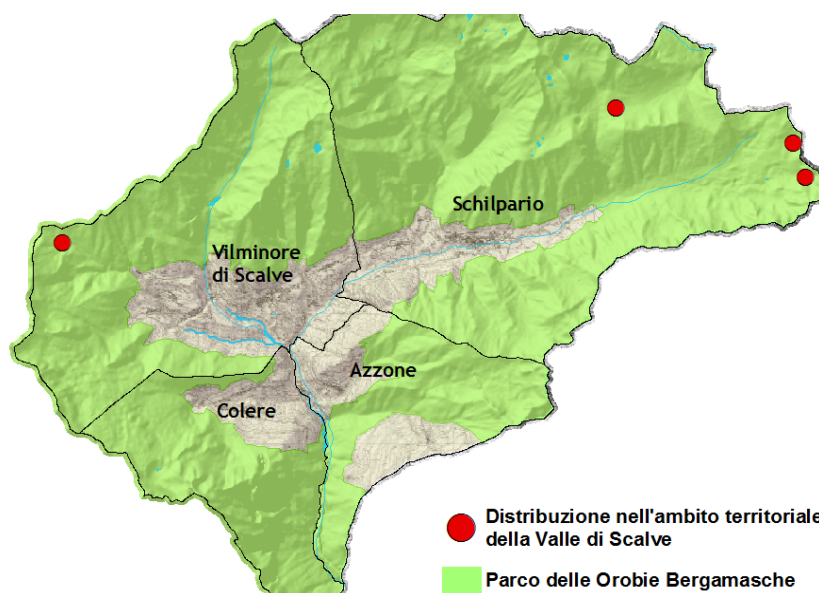 Schilpario
Vilminore
di Scalve
Azzone
Colere
Distribuzione nell'ambito territoriale
della Valle di Scalve
Parco delle Orobie Bergamasche